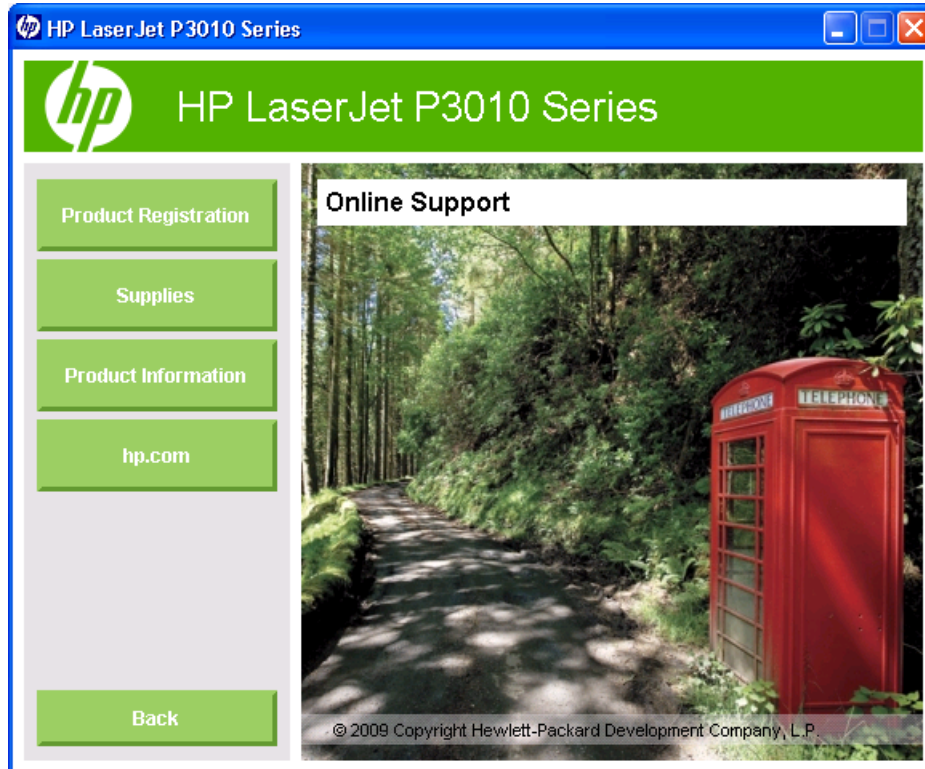 HP LaserJet P3010 Series
hp
HP LaserJet P3010 Series
Product Registration
Supplies
Product Information
hp.com
Back
Online Support
TELEPHONE
TELEPHONE
© 2009 Copyright Hewlett-Packard Development Company, L.P.